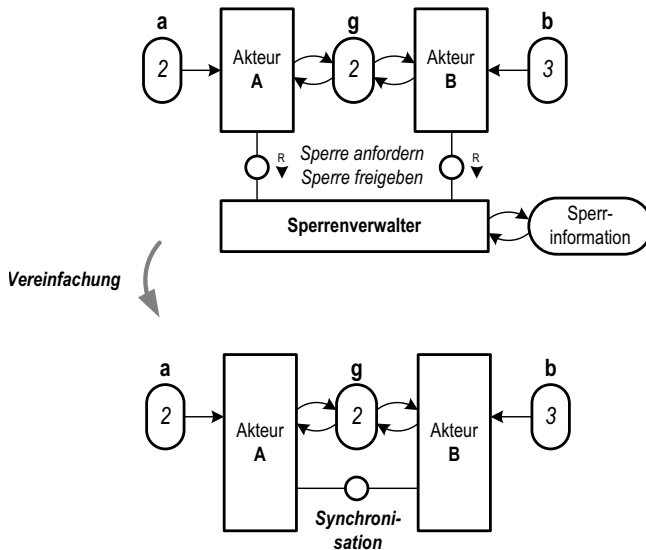 a
g
b
2
Akteur
A
2
Akteur
B
3
R
Sperre anfordern
Sperre freigeben
R
Sperrenverwalter
Sperr-
information
Vereinfachung
a
g
b
2
Akteur
A
2
Akteur
B
3
Synchroni-
sation